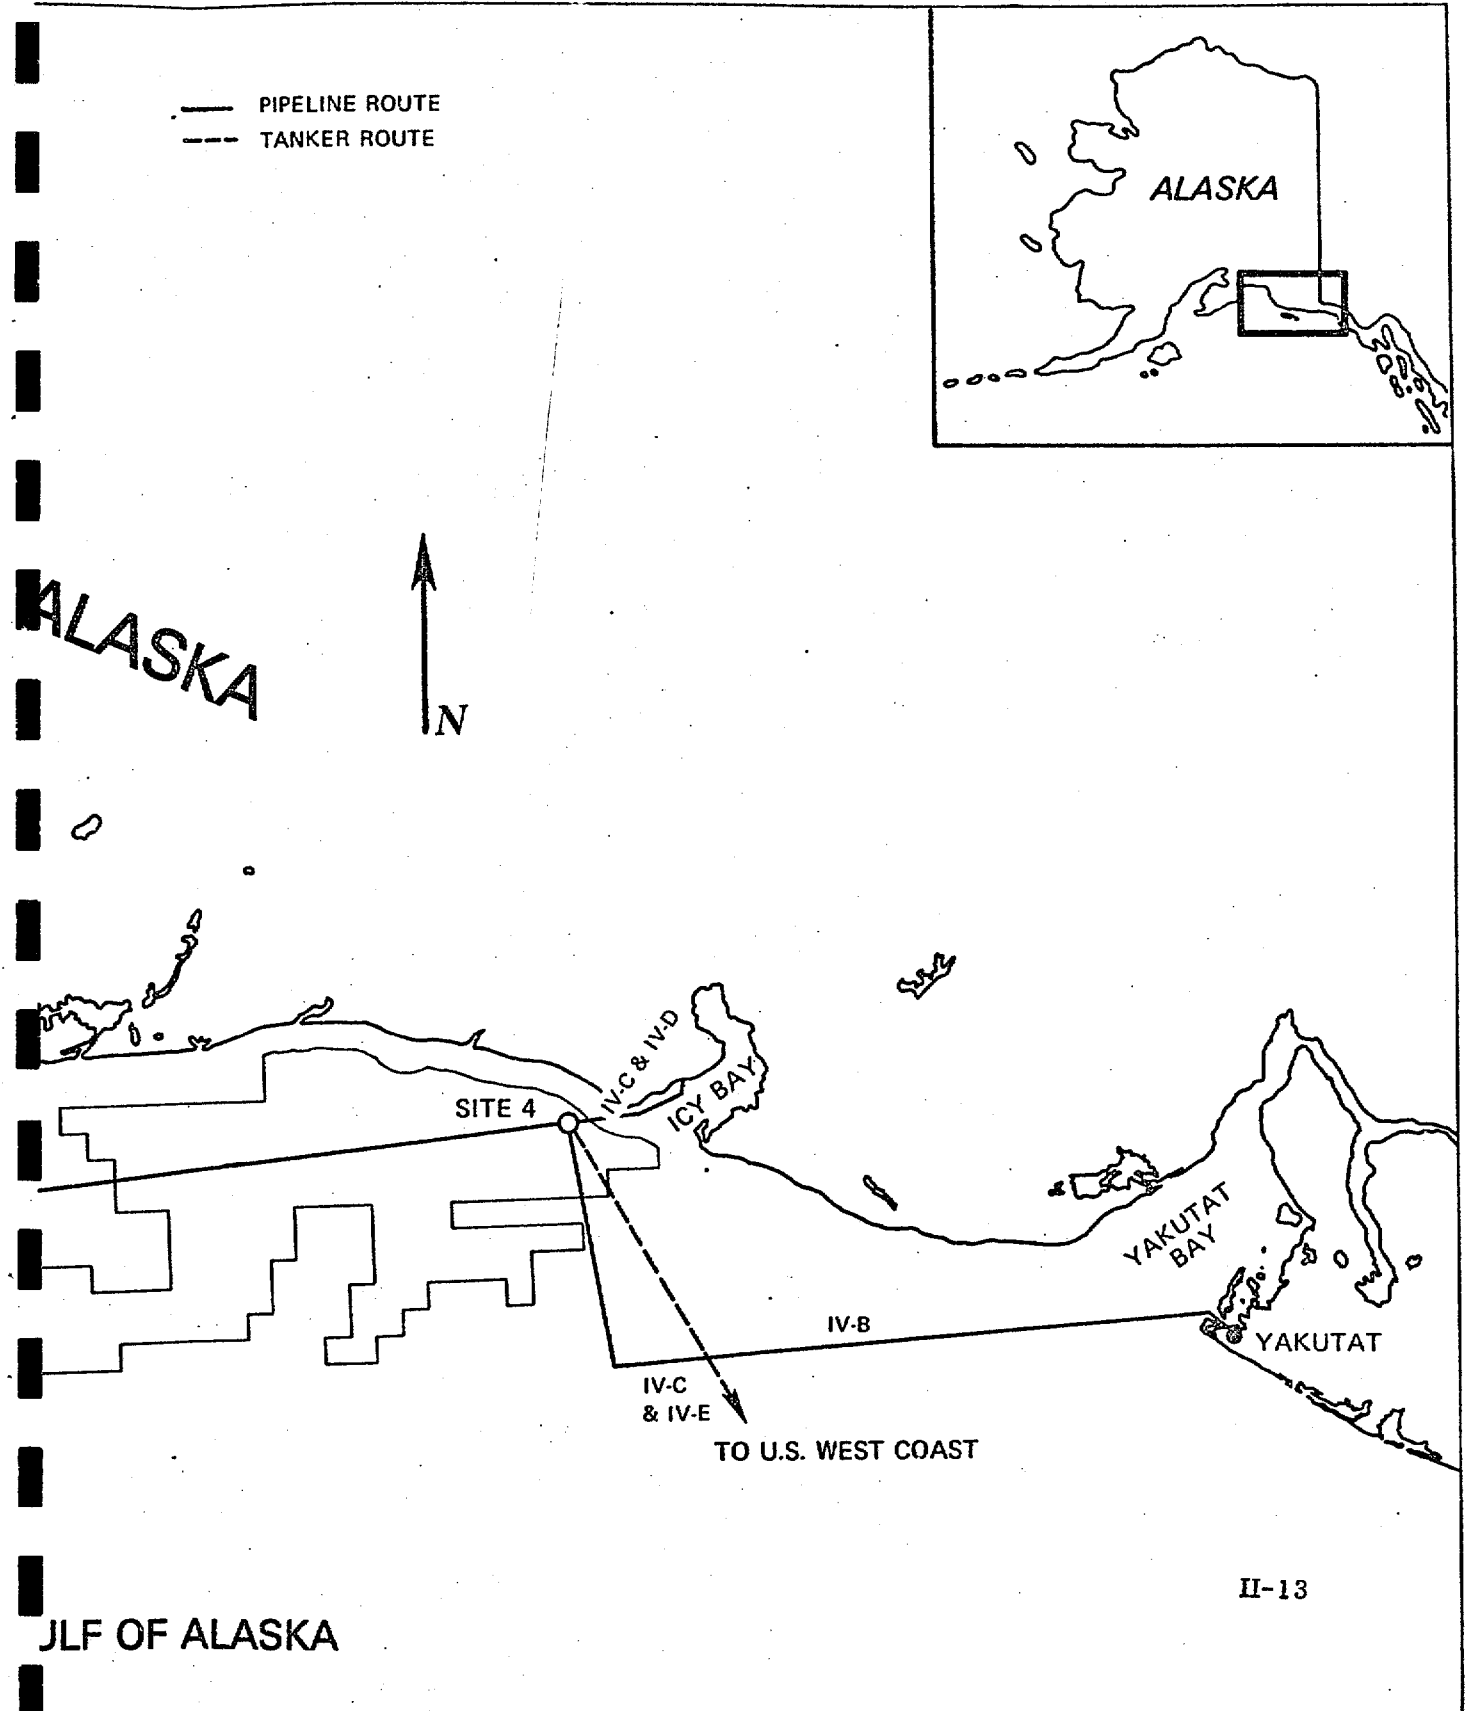 PIPELINE ROUTE
TANKER ROUTE
ALASKA
ALASKA
N
IV-C & IV-D
ICY BAY
SITE 4
YAKUTAT
BAY
IV-B
YAKUTAT
IV-C
& IV-E
TO U.S. WEST COAST
II-13
JLF OF ALASKA